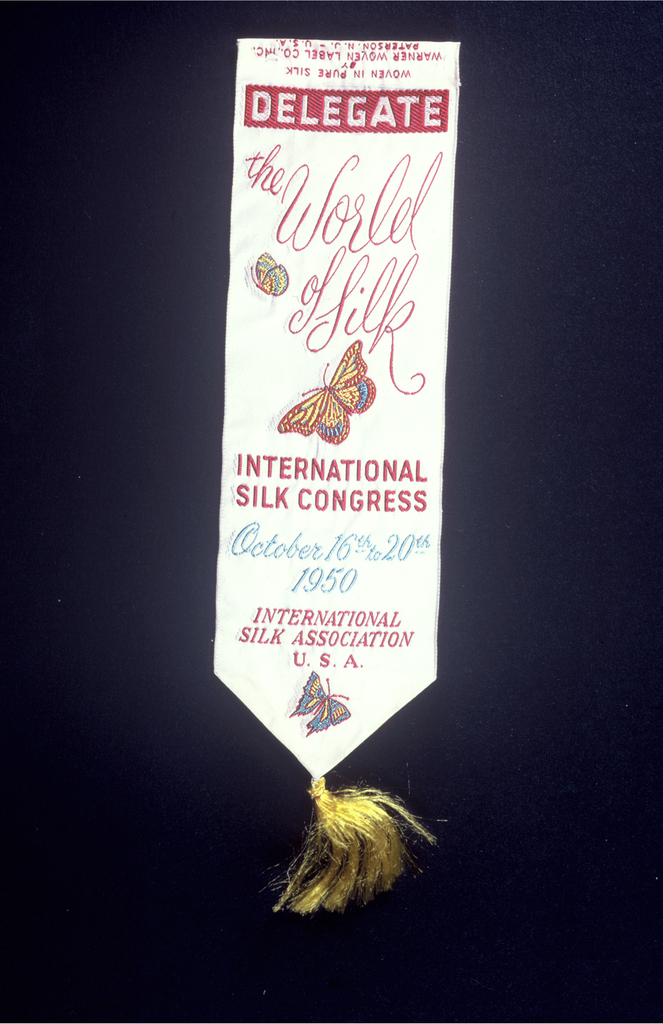 WOVEN IN PURE SILK
BY
WARNER WOVEN LABEL CO., INC.
PATERSON, N. J. - U. S. A.
DELEGATE
the World
of Silk
INTERNATIONAL
SILK CONGRESS
October 16th to 20th
1950
INTERNATIONAL
SILK ASSOCIATION
U. S. A.